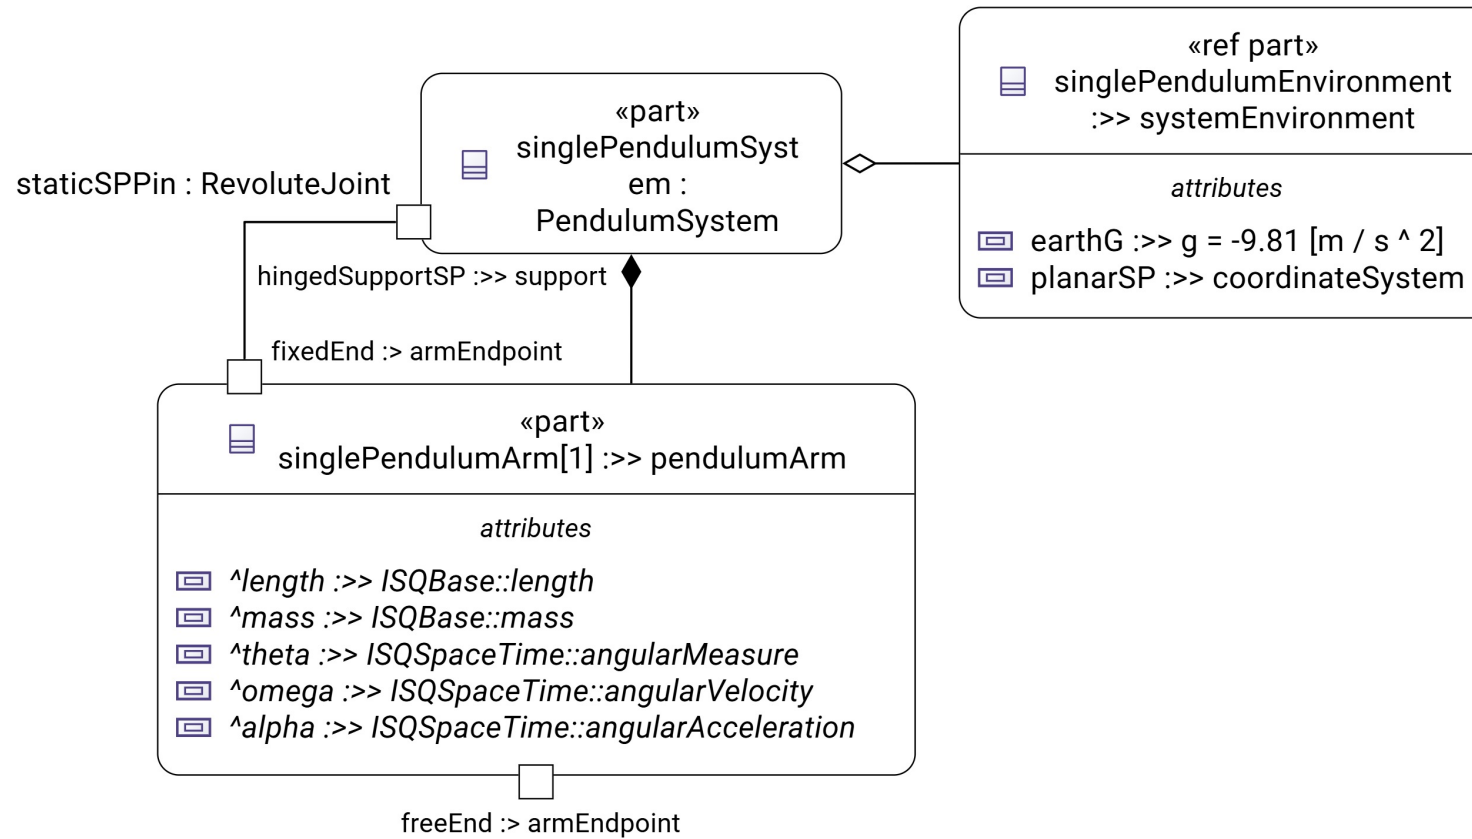 «ref part»
singlePendulumEnvironment
:>> systemEnvironment
attributes
earthG :>> g = -9.81 [m / s ^ 2]
planarSP :>> coordinateSystem
«part»
singlePendulumSyst
em :
PendulumSystem
staticSPPin : RevoluteJoint
hingedSupportSP :>> support
fixedEnd :> armEndpoint
«part»
singlePendulumArm[1] :>> pendulumArm
attributes
^length :>> ISQBase::length
^mass :>> ISQBase::mass
^theta :>> ISQSpaceTime::angularMeasure
^omega :>> ISQSpaceTime::angularVelocity
^alpha :>> ISQSpaceTime::angularAcceleration
freeEnd :> armEndpoint